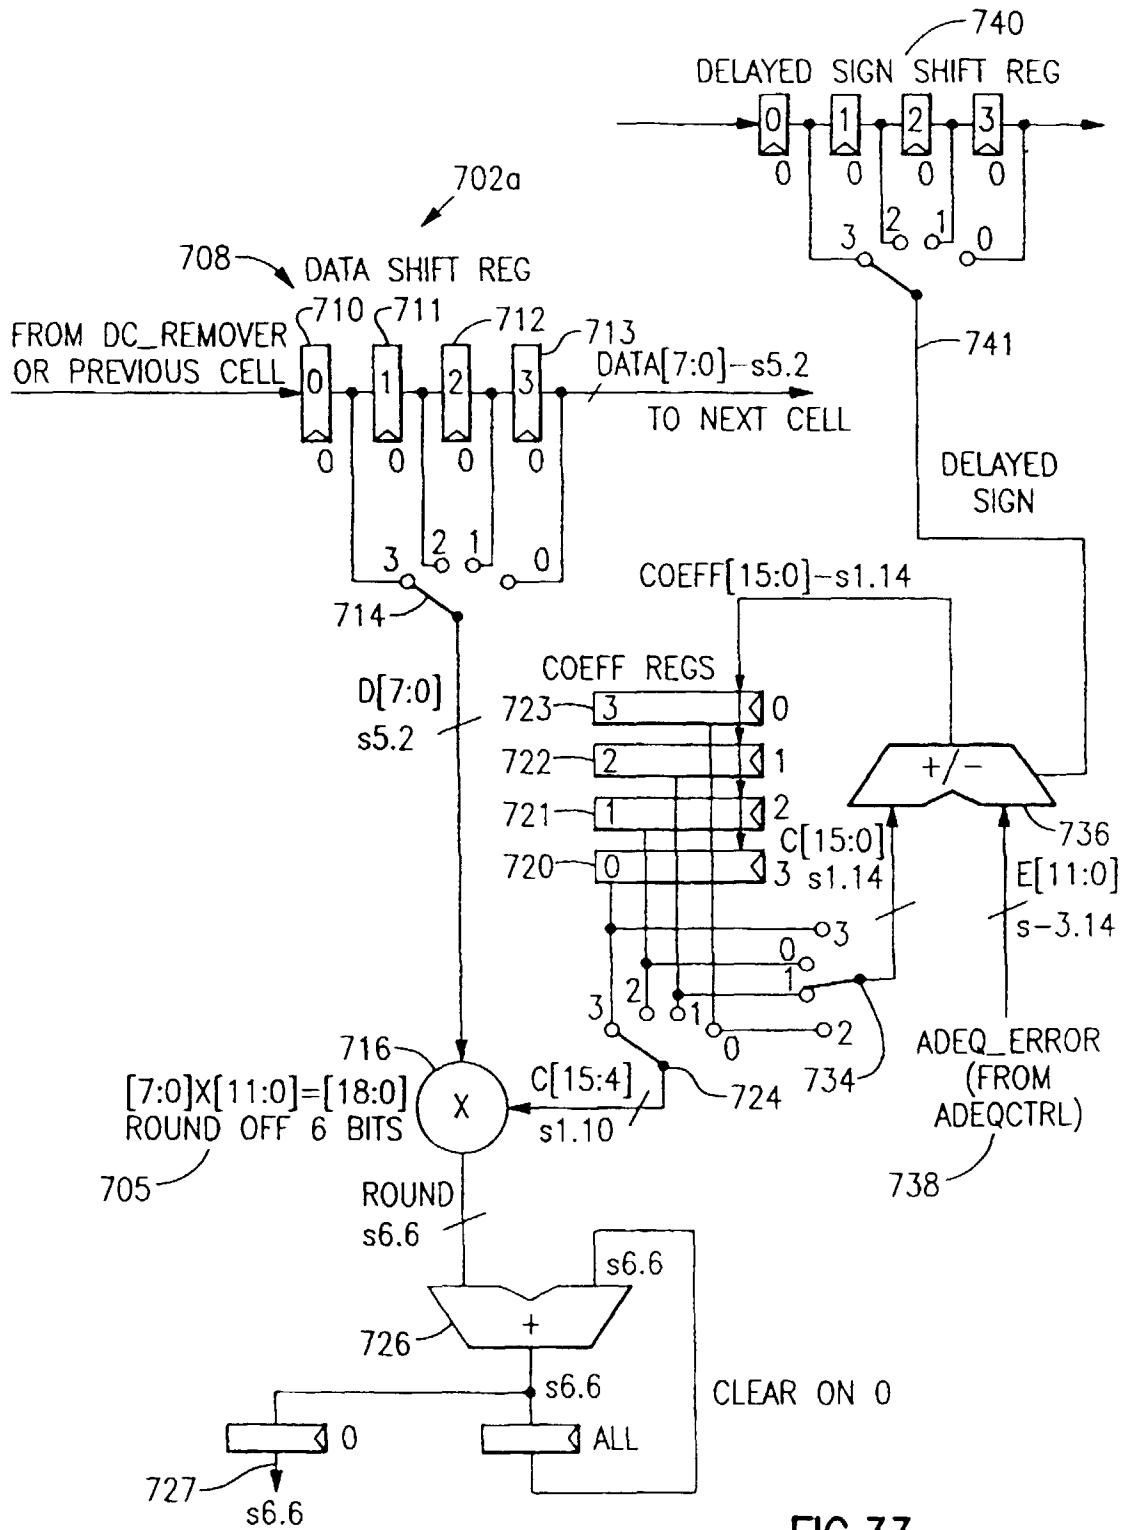 740
DELAYED SIGN SHIFT REG
0 1 2 3
0 0 0 0
3 2 1 0
741
DELAYED
SIGN
702a
708
DATA SHIFT REG
710 711 712 713
FROM DC_REMOVER
OR PREVIOUS CELL
0 1 2 3
DATA[7:0]-s5.2
TO NEXT CELL
0 0 0 0
3 2 1 0
714
D[7:0]
s5.2
COEFF[15:0]-s1.14
COEFF REGS
723 3 0
722 2 1
721 1 2
720 0 3
+/-
736
C[15:0]
s1.14
E[11:0]
s-3.14
3
0
1
2
3 2 1 0
734
724
ADEQ_ERROR
(FROM
ADEQCTRL)
738
716
X
[7:0]X[11:0]=[18:0]
ROUND OFF 6 BITS
705
C[15:4]
s1.10
ROUND
s6.6
s6.6
+
726
s6.6
CLEAR ON 0
0
ALL
727
s6.6